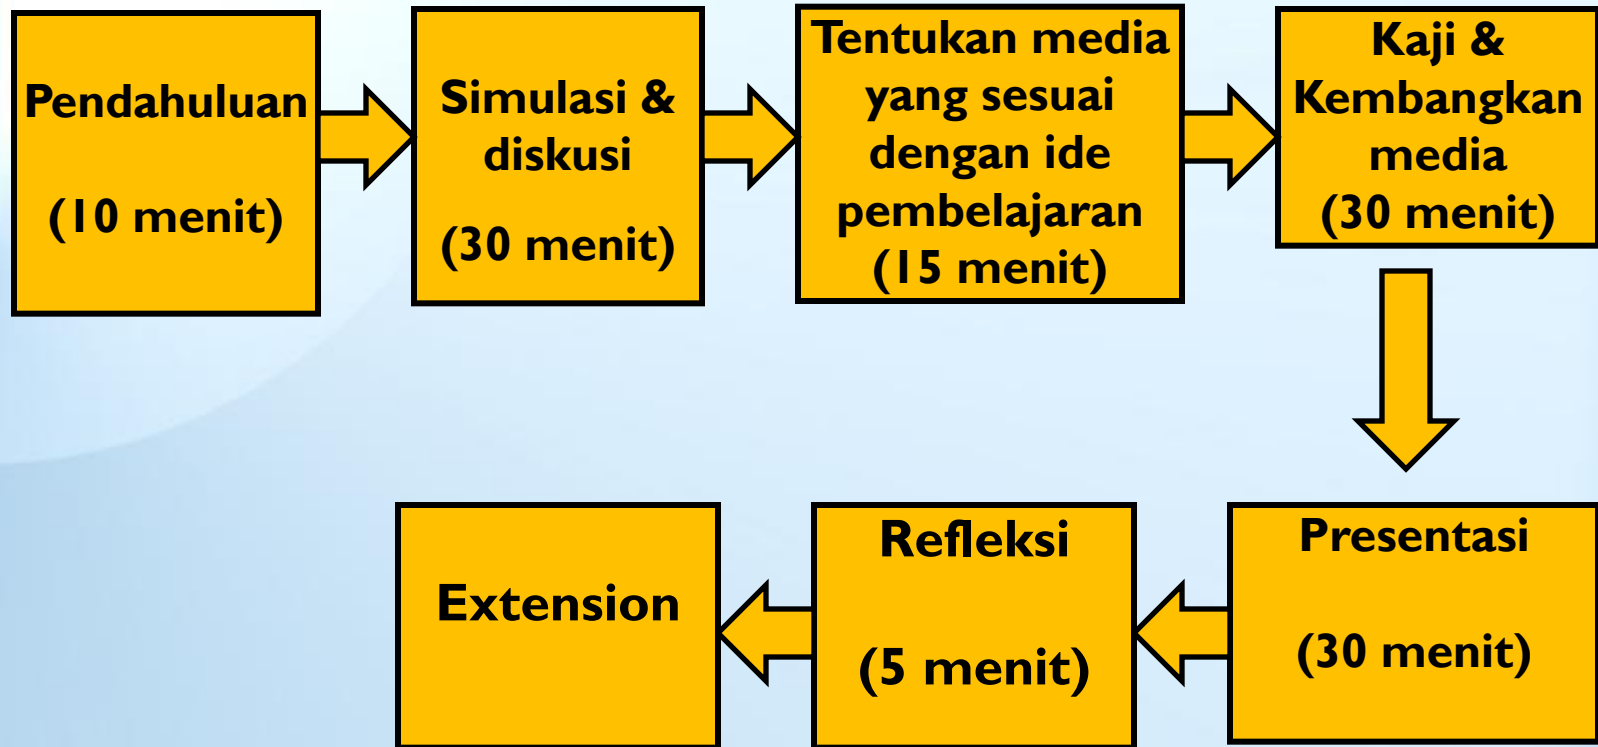 Pendahuluan
(10 menit)
Simulasi &
diskusi
(30 menit)
Tentukan media
yang sesuai
dengan ide
pembelajaran
(15 menit)
Kaji &
Kembangkan
media
(30 menit)
Presentasi
(30 menit)
Refleksi
(5 menit)
Extension